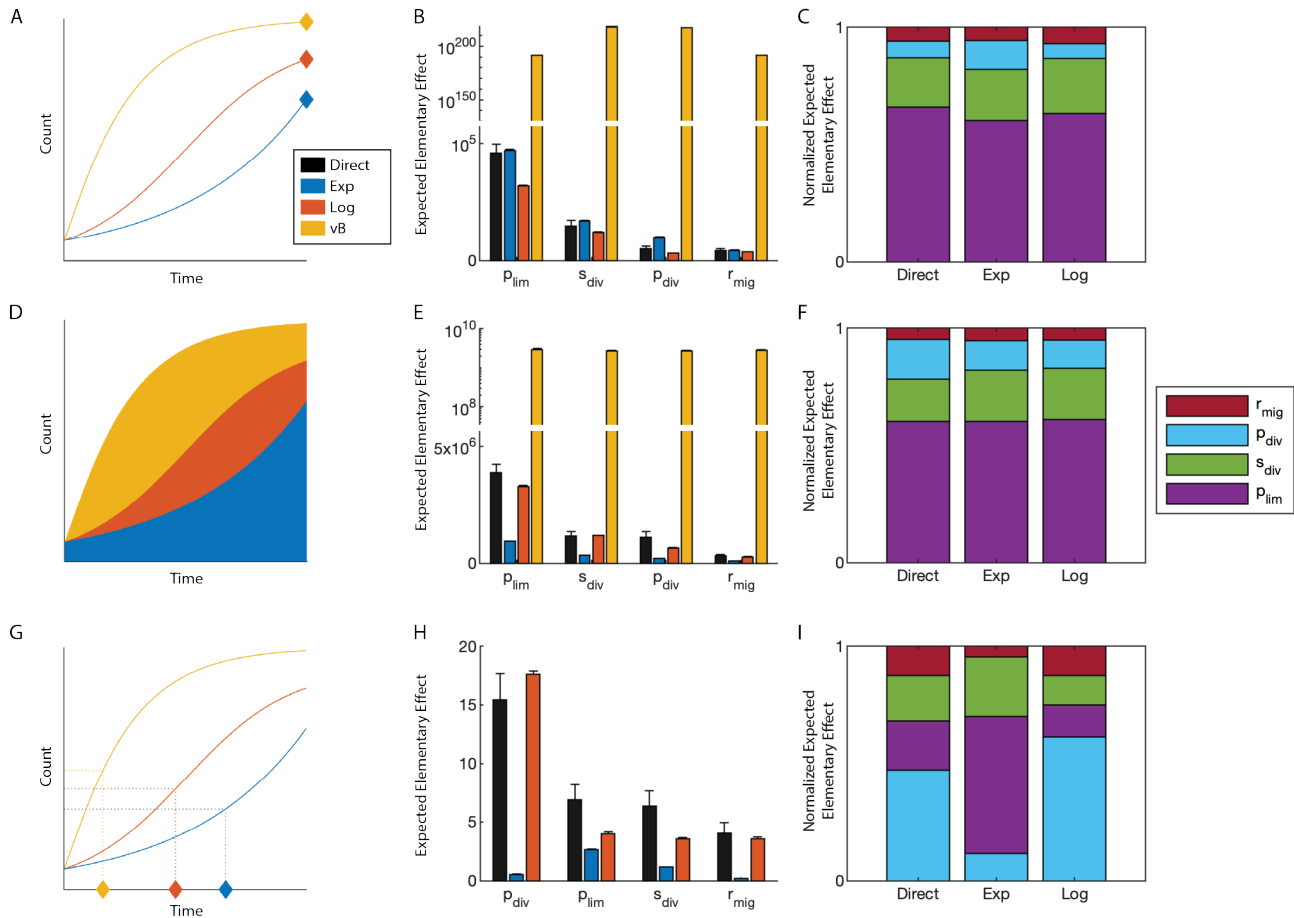 A
Count
Time
Direct
Exp
Log
vB
B
Expected Elementary Effect
10^200
10^150
10^5
0
p_lim
s_div
p_div
r_mig
C
Normalized Expected
Elementary Effect
1
0
Direct
Exp
Log
D
Count
Time
E
Expected Elementary Effect
10^10
10^8
5x10^6
0
p_lim
s_div
p_div
r_mig
F
Normalized Expected
Elementary Effect
1
0
Direct
Exp
Log
r_mig
p_div
s_div
p_lim
G
Count
Time
H
Expected Elementary Effect
20
15
10
5
0
p_div
p_lim
s_div
r_mig
I
Normalized Expected
Elementary Effect
1
0
Direct
Exp
Log